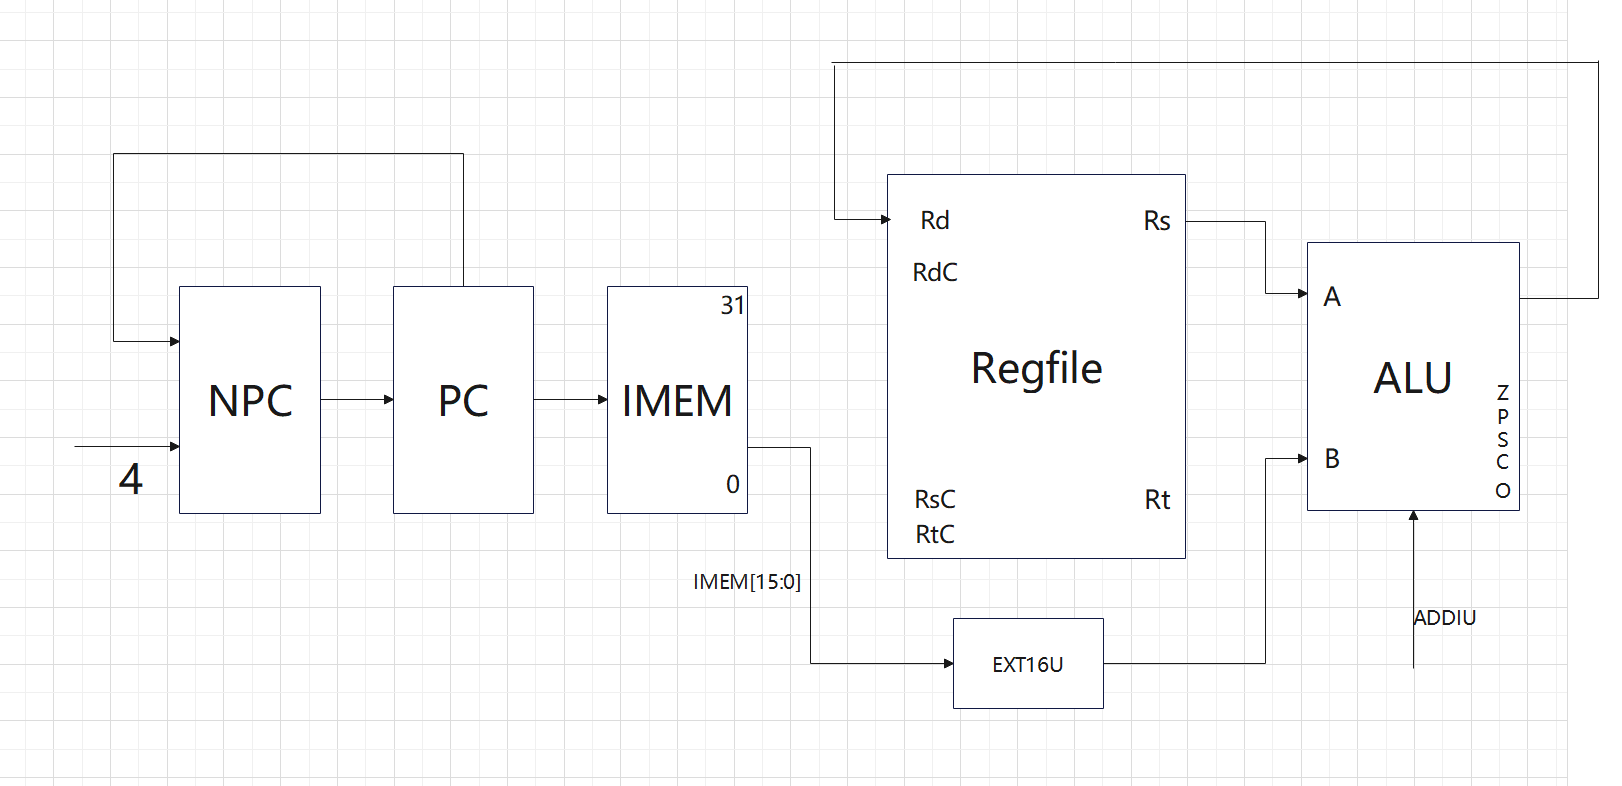 NPC
4
PC
31
IMEM
0
IMEM[15:0]
Rd
Rs
RdC
Regfile
RsC
Rt
RtC
EXT16U
A
ALU
B
Z
P
S
C
O
ADDIU